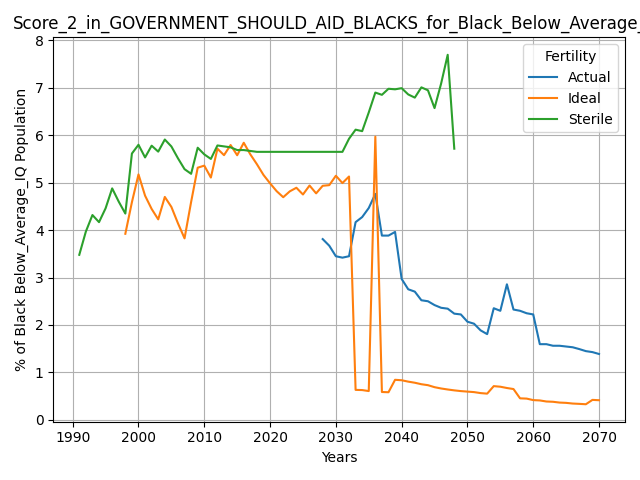 Score_2_in_GOVERNMENT_SHOULD_AID_BLACKS_for_Black_Below_Average_
8
7
6
5
4
3
2
1
0
% of Black Below_Average_IQ Population
Fertility
Actual
Ideal
Sterile
1990 2000 2010 2020 2030 2040 2050 2060 2070
Years